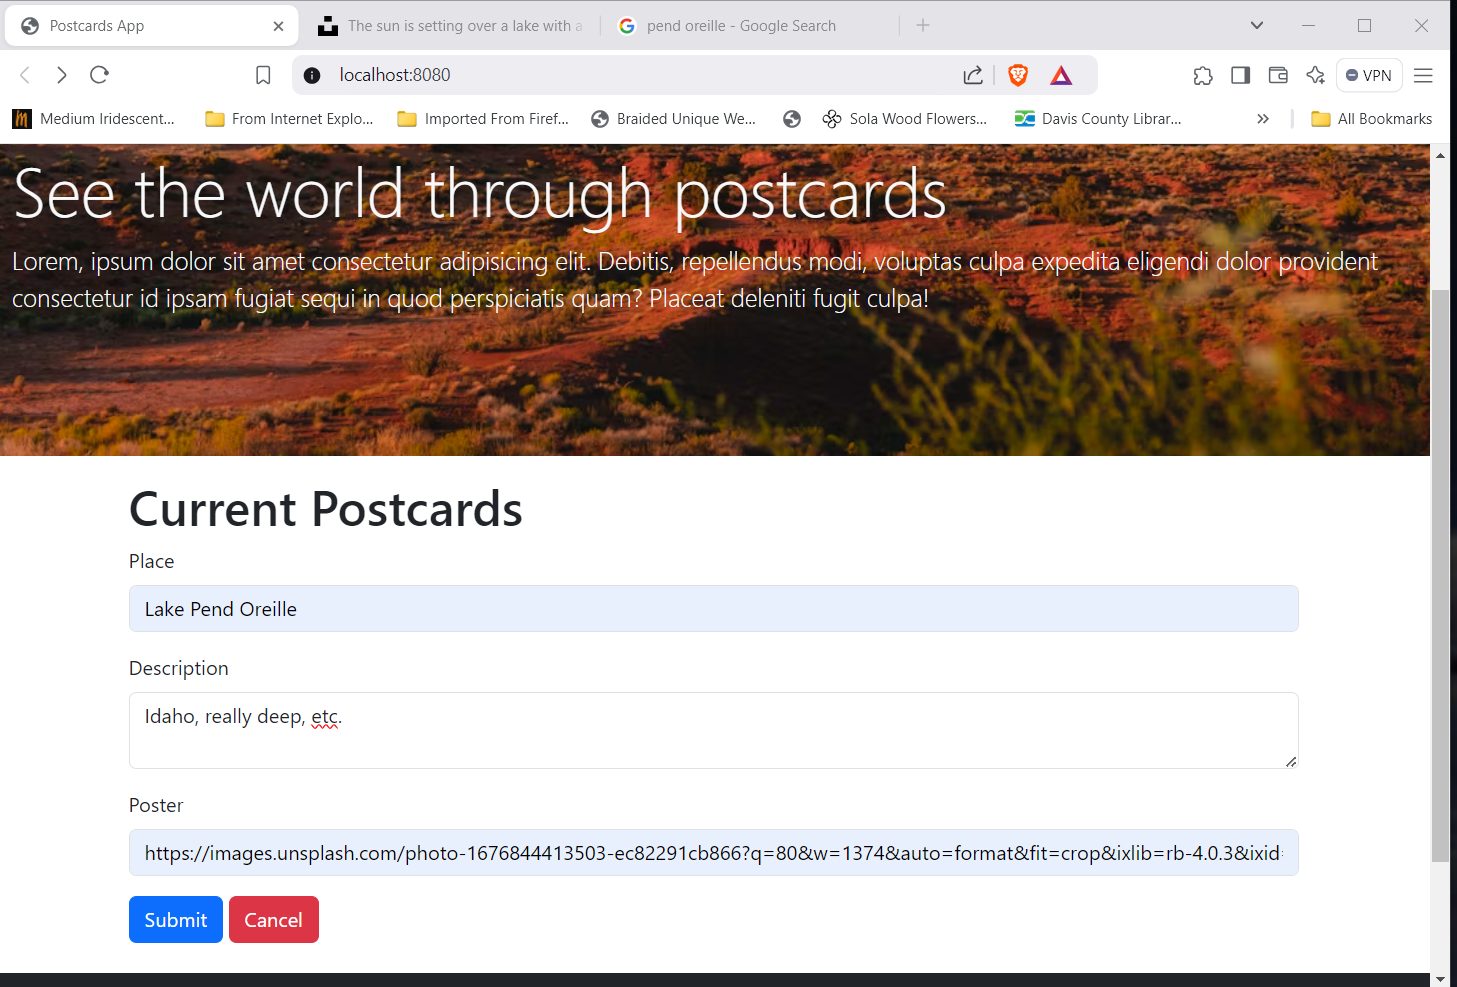 Postcards App
The sun is setting over a lake with a
pend oreille - Google Search
localhost:8080
VPN
Medium Iridescent...
From Internet Explo...
Imported From Firef...
Braided Unique We...
Sola Wood Flowers...
Davis County Librar...
All Bookmarks
See the world through postcards
Lorem, ipsum dolor sit amet consectetur adipisicing elit. Debitis, repellendus modi, voluptas culpa expedita eligendi dolor provident
consectetur id ipsam fugiat sequi in quod perspiciatis quam? Placeat deleniti fugit culpa!
Current Postcards
Place
Lake Pend Oreille
Description
Idaho, really deep, etc.
Poster
https://images.unsplash.com/photo-1676844413503-ec82291cb866?q=80&w=1374&auto=format&fit=crop&ixlib=rb-4.0.3&ixid=
Submit
Cancel